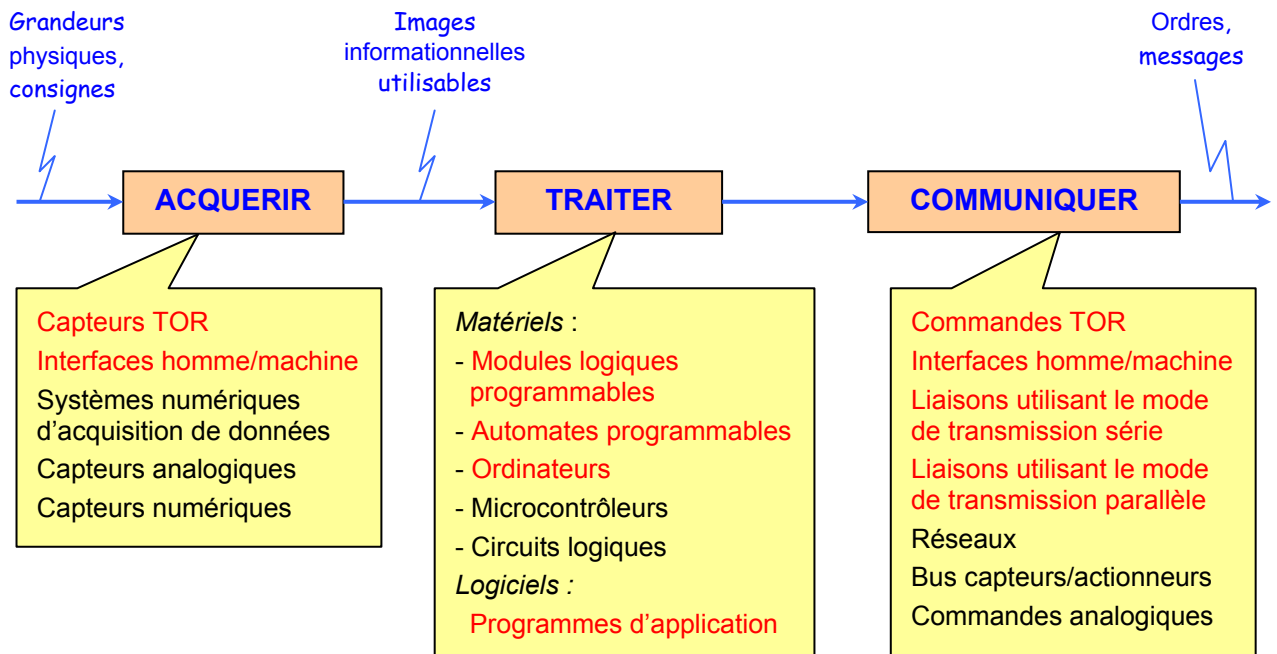 Grandeurs
physiques,
consignes
Images
informationnelles
utilisables
Ordres,
messages
ACQUERIR
TRAITER
COMMUNIQUER
Capteurs TOR
Interfaces homme/machine
Systèmes numériques
d'acquisition de données
Capteurs analogiques
Capteurs numériques
Matériels :
- Modules logiques
programmables
- Automates programmables
- Ordinateurs
- Microcontrôleurs
- Circuits logiques
Logiciels :
Programmes d'application
Commandes TOR
Interfaces homme/machine
Liaisons utilisant le mode
de transmission série
Liaisons utilisant le mode
de transmission parallèle
Réseaux
Bus capteurs/actionneurs
Commandes analogiques